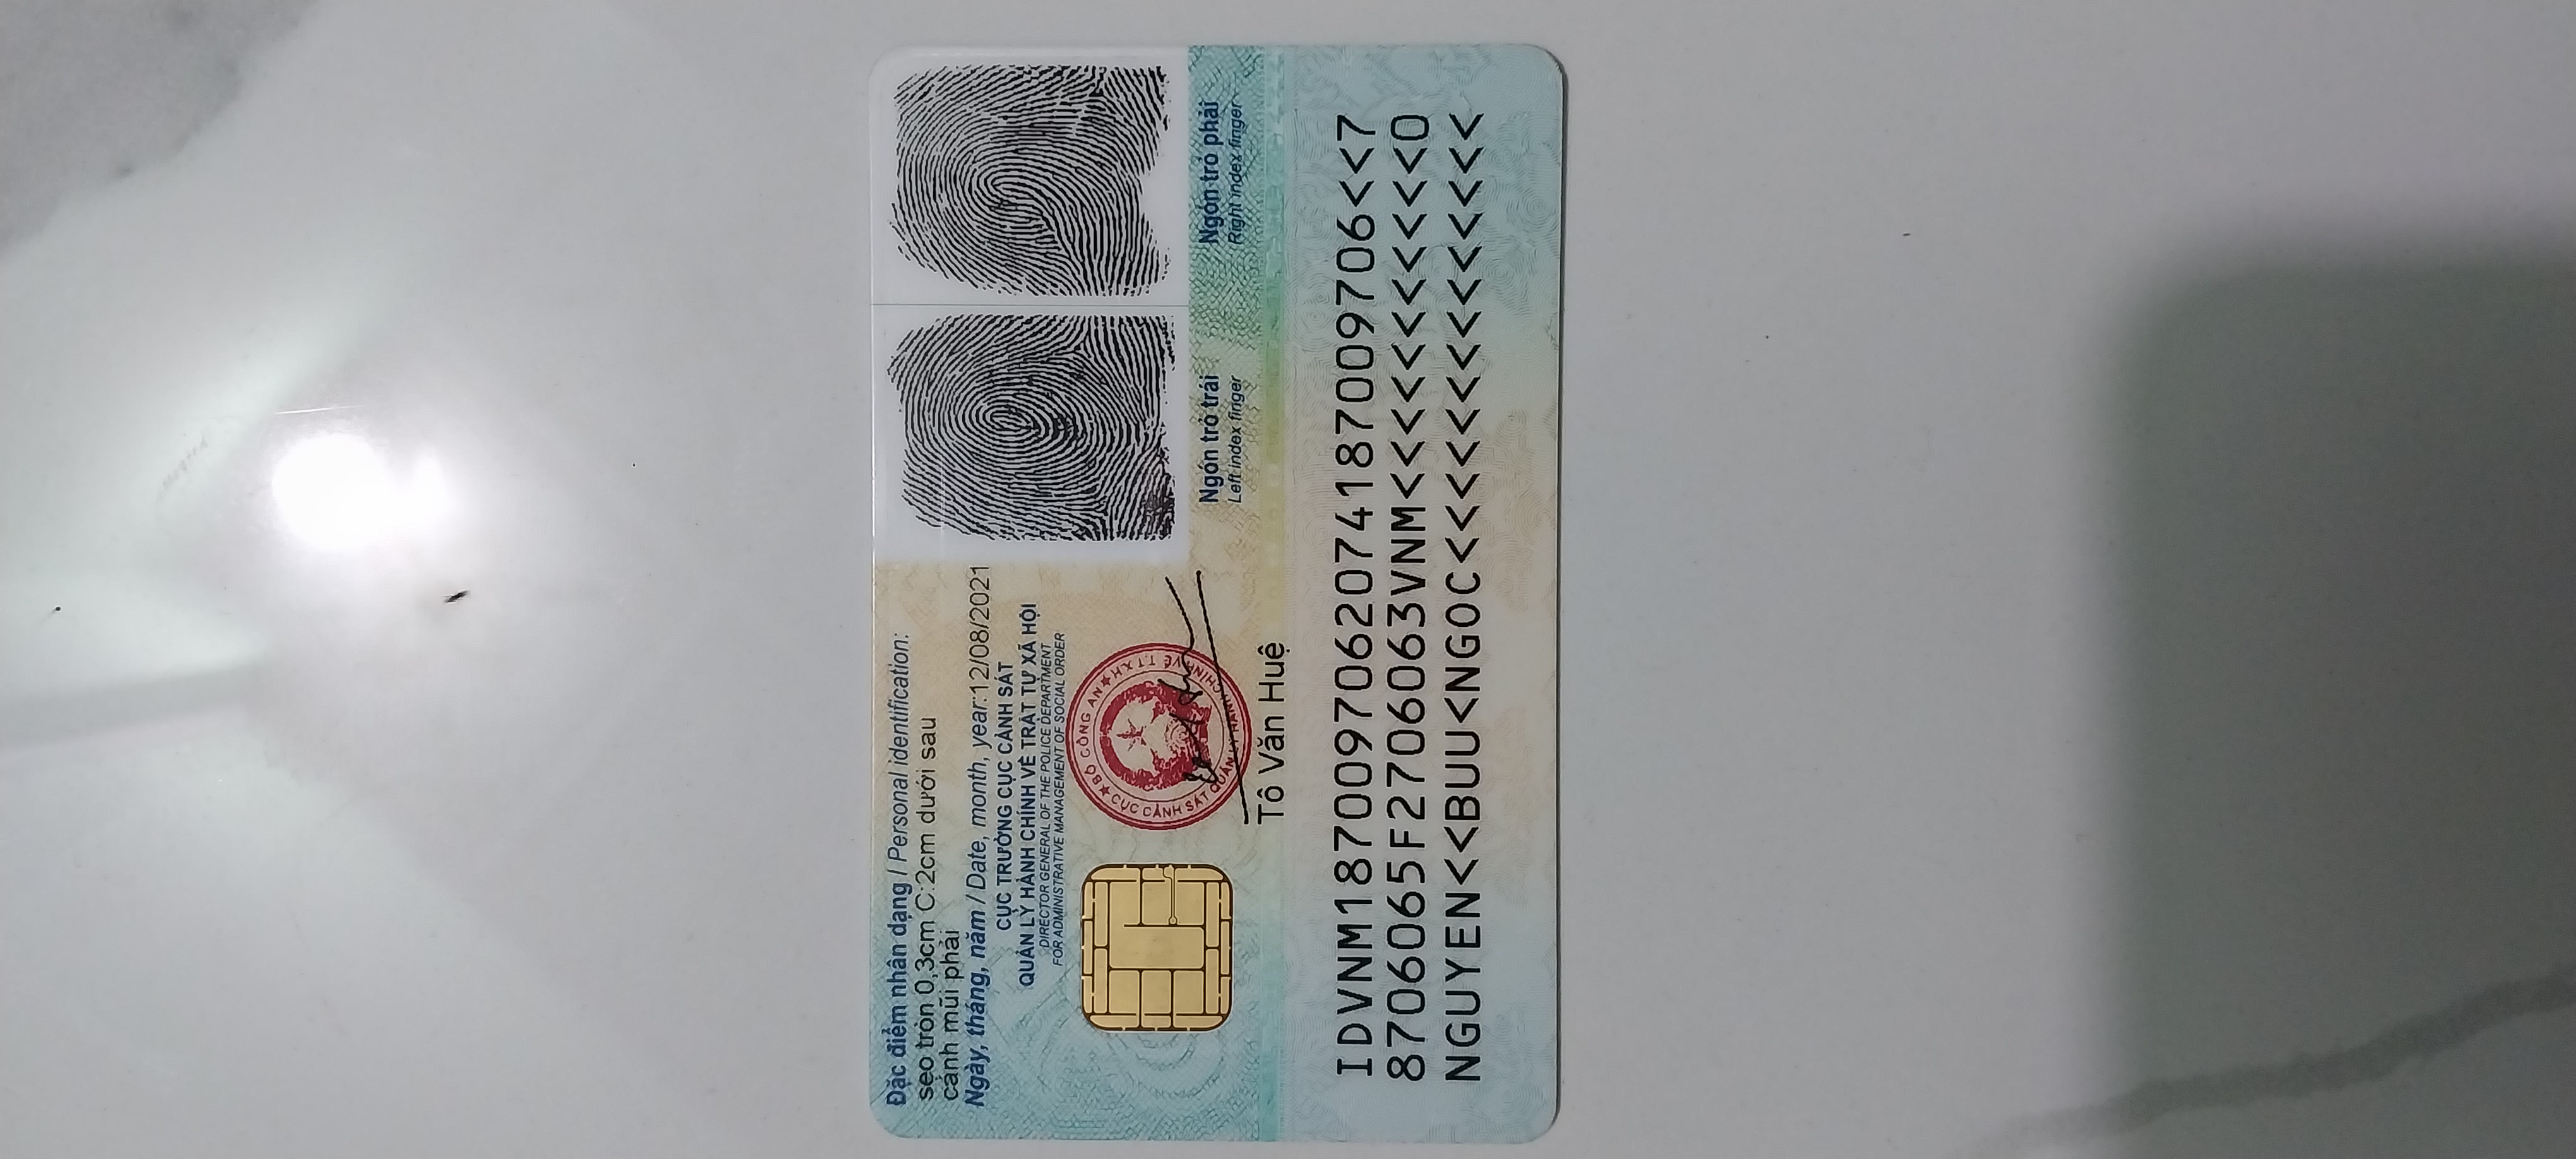 Đặc điểm nhân dạng / Personal identification:
sẹo tròn 0,3cm C:2cm dưới sau
cánh mũi phải
Ngày, tháng, năm / Date, month, year:12/08/2021
CỤC TRƯỞNG CỤC CẢNH SÁT
QUẢN LÝ HÀNH CHÍNH VỀ TRẬT TỰ XÃ HỘI
DIRECTOR GENERAL OF THE POLICE DEPARTMENT
FOR ADMINISTRATIVE MANAGEMENT OF SOCIAL ORDER
BỘ CÔNG AN
CỤC CẢNH SÁT QUẢN LÝ HÀNH CHÍNH VỀ TTXH
Tô Văn Huệ
Ngón trỏ trái
Left index finger
Ngón trỏ phải
Right index finger
IDVNM1870097062074187009706<<7
8706065F2706063VNM<<<<<<<<<<<0
NGUYEN<<BUU<NGOC<<<<<<<<<<<<<<